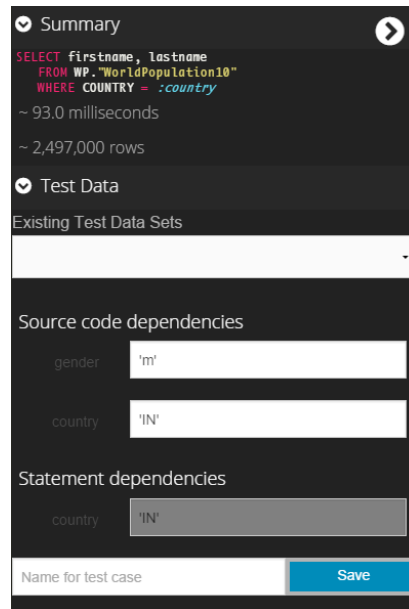 Summary
SELECT firstname, lastname
FROM WP."WorldPopulation10"
WHERE COUNTRY = :country
~ 93.0 milliseconds
~ 2,497,000 rows
Test Data
Existing Test Data Sets
Source code dependencies
gender 'm'
country 'IN'
Statement dependencies
country 'IN'
Name for test case Save